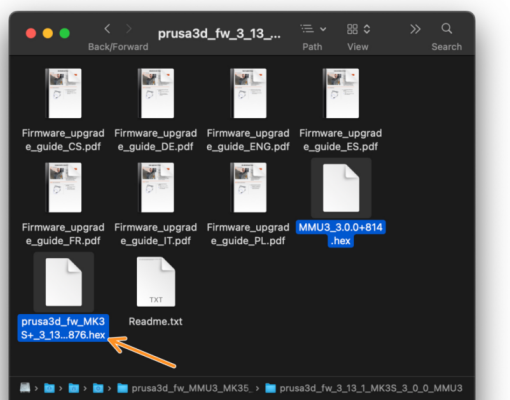 prusa3d_fw_3_13_...
Back/Forward
Path
View
Search
Firmware_upgrad
e_guide_CS.pdf
Firmware_upgrad
e_guide_DE.pdf
Firmware_upgrad
e_guide_ENG.pdf
Firmware_upgrad
e_guide_ES.pdf
Firmware_upgrad
e_guide_FR.pdf
Firmware_upgrad
e_guide_IT.pdf
Firmware_upgrad
e_guide_PL.pdf
MMU3_3.0.0+814
.hex
TXT
prusa3d_fw_MK3
S+_3_13...876.hex
Readme.txt
prusa3d_fw_MMU3_MK35_
prusa3d_fw_3_13_1_MK3S_3_0_0_MMU3